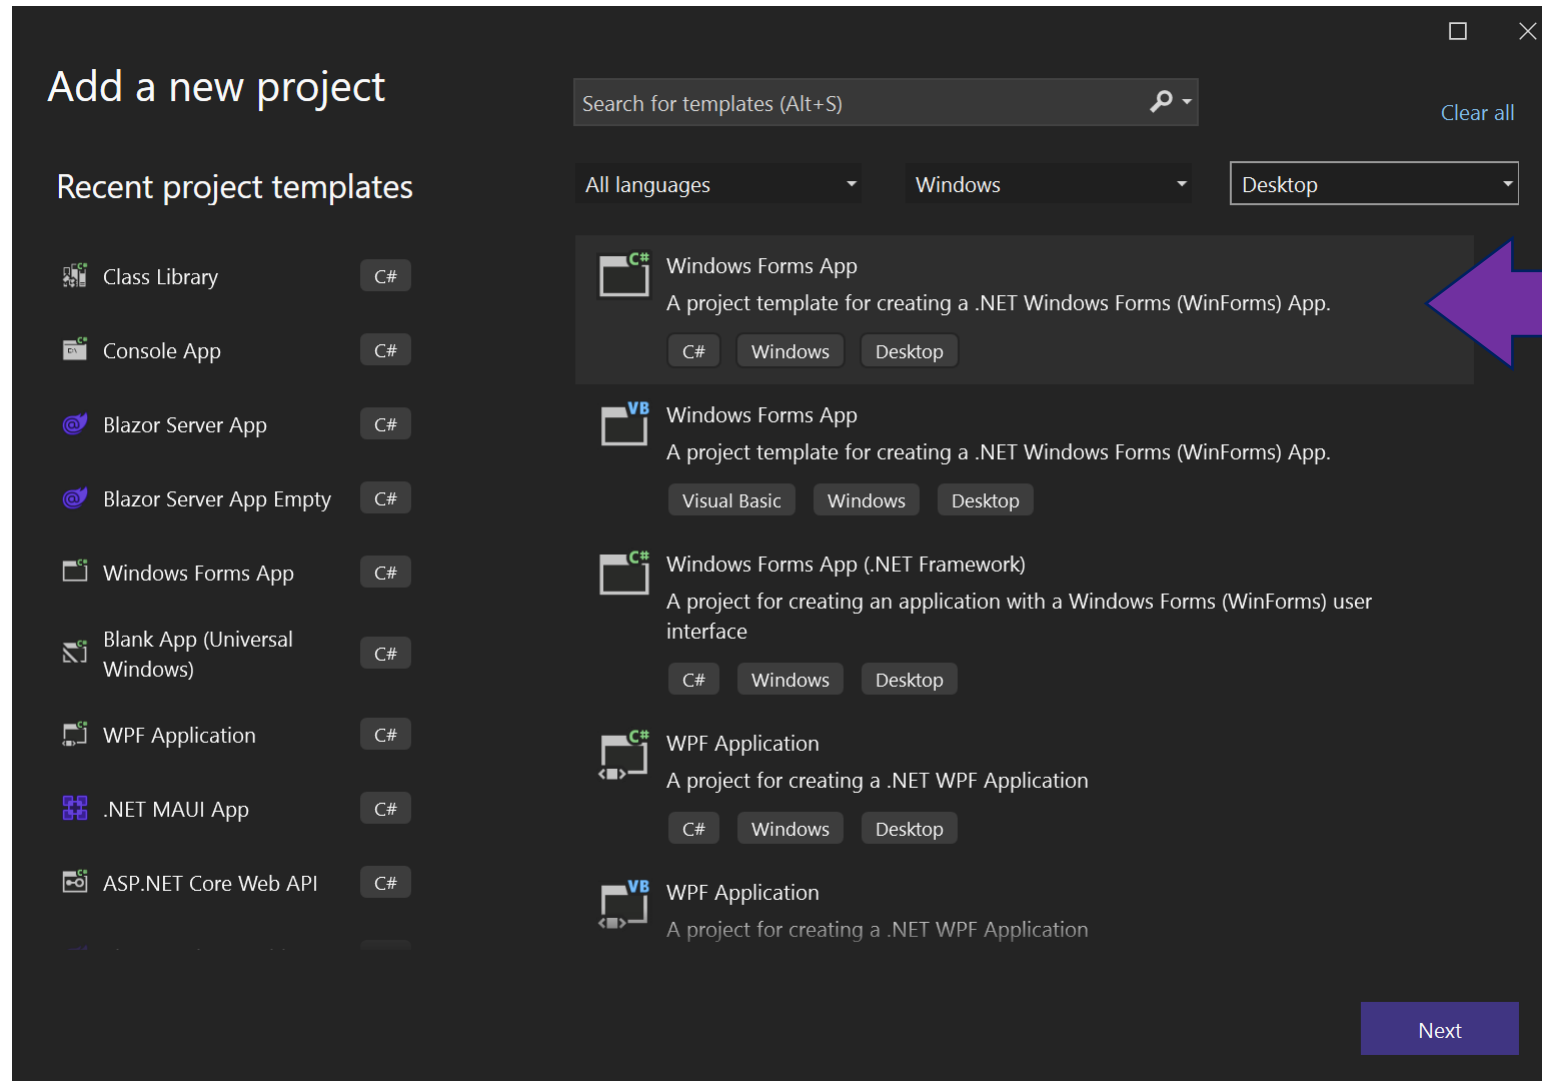 Add a new project
Search for templates (Alt+S)
Clear all
Recent project templates
All languages
Windows
Desktop
Class Library
C#
Console App
C#
Blazor Server App
C#
Blazor Server App Empty
C#
Windows Forms App
C#
Blank App (Universal
Windows)
C#
WPF Application
C#
.NET MAUI App
C#
ASP.NET Core Web API
C#
C#
Windows Forms App
A project template for creating a .NET Windows Forms (WinForms) App.
C#
Windows
Desktop
VB
Windows Forms App
A project template for creating a .NET Windows Forms (WinForms) App.
Visual Basic
Windows
Desktop
C#
Windows Forms App (.NET Framework)
A project for creating an application with a Windows Forms (WinForms) user
interface
C#
Windows
Desktop
C#
WPF Application
A project for creating a .NET WPF Application
C#
Windows
Desktop
VB
WPF Application
A project for creating a .NET WPF Application
Next